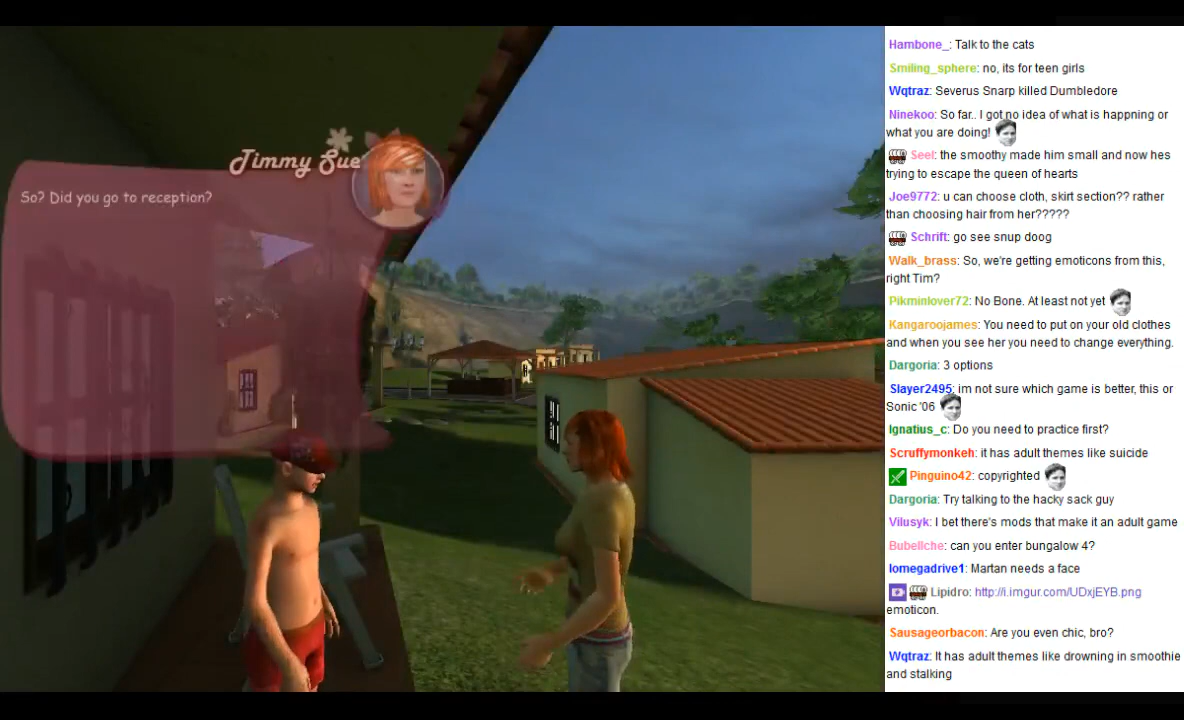 Timmy Sue
So? Did you go to reception?
Hambone_: Talk to the cats
Smiling_sphere: no, its for teen girls
Wqtraz: Severus Snarp killed Dumbledore
Ninekoo: So far.. I got no idea of what is happning or
what you are doing!
Seel: the smoothy made him small and now hes
trying to escape the queen of hearts
Joe9772: u can choose cloth, skirt section?? rather
than choosing hair from her?????
Schrift: go see snup doog
Walk_brass: So, we're getting emoticons from this,
right Tim?
Pikminlover72: No Bone. At least not yet
Kangaroojames: You need to put on your old clothes
and when you see her you need to change everything.
Dargoria: 3 options
Slayer2495: im not sure which game is better, this or
Sonic '06
Ignatius_c: Do you need to practice first?
Scruffymonkeh: it has adult themes like suicide
Pinguino42: copyrighted
Dargoria: Try talking to the hacky sack guy
Vilusyk: I bet there's mods that make it an adult game
Bubellche: can you enter bungalow 4?
Iomegadrive1: Martan needs a face
Lipidro: http://i.imgur.com/UDxjEYB.png
emoticon.
Sausageorbacon: Are you even chic, bro?
Wqtraz: It has adult themes like drowning in smoothie
and stalking